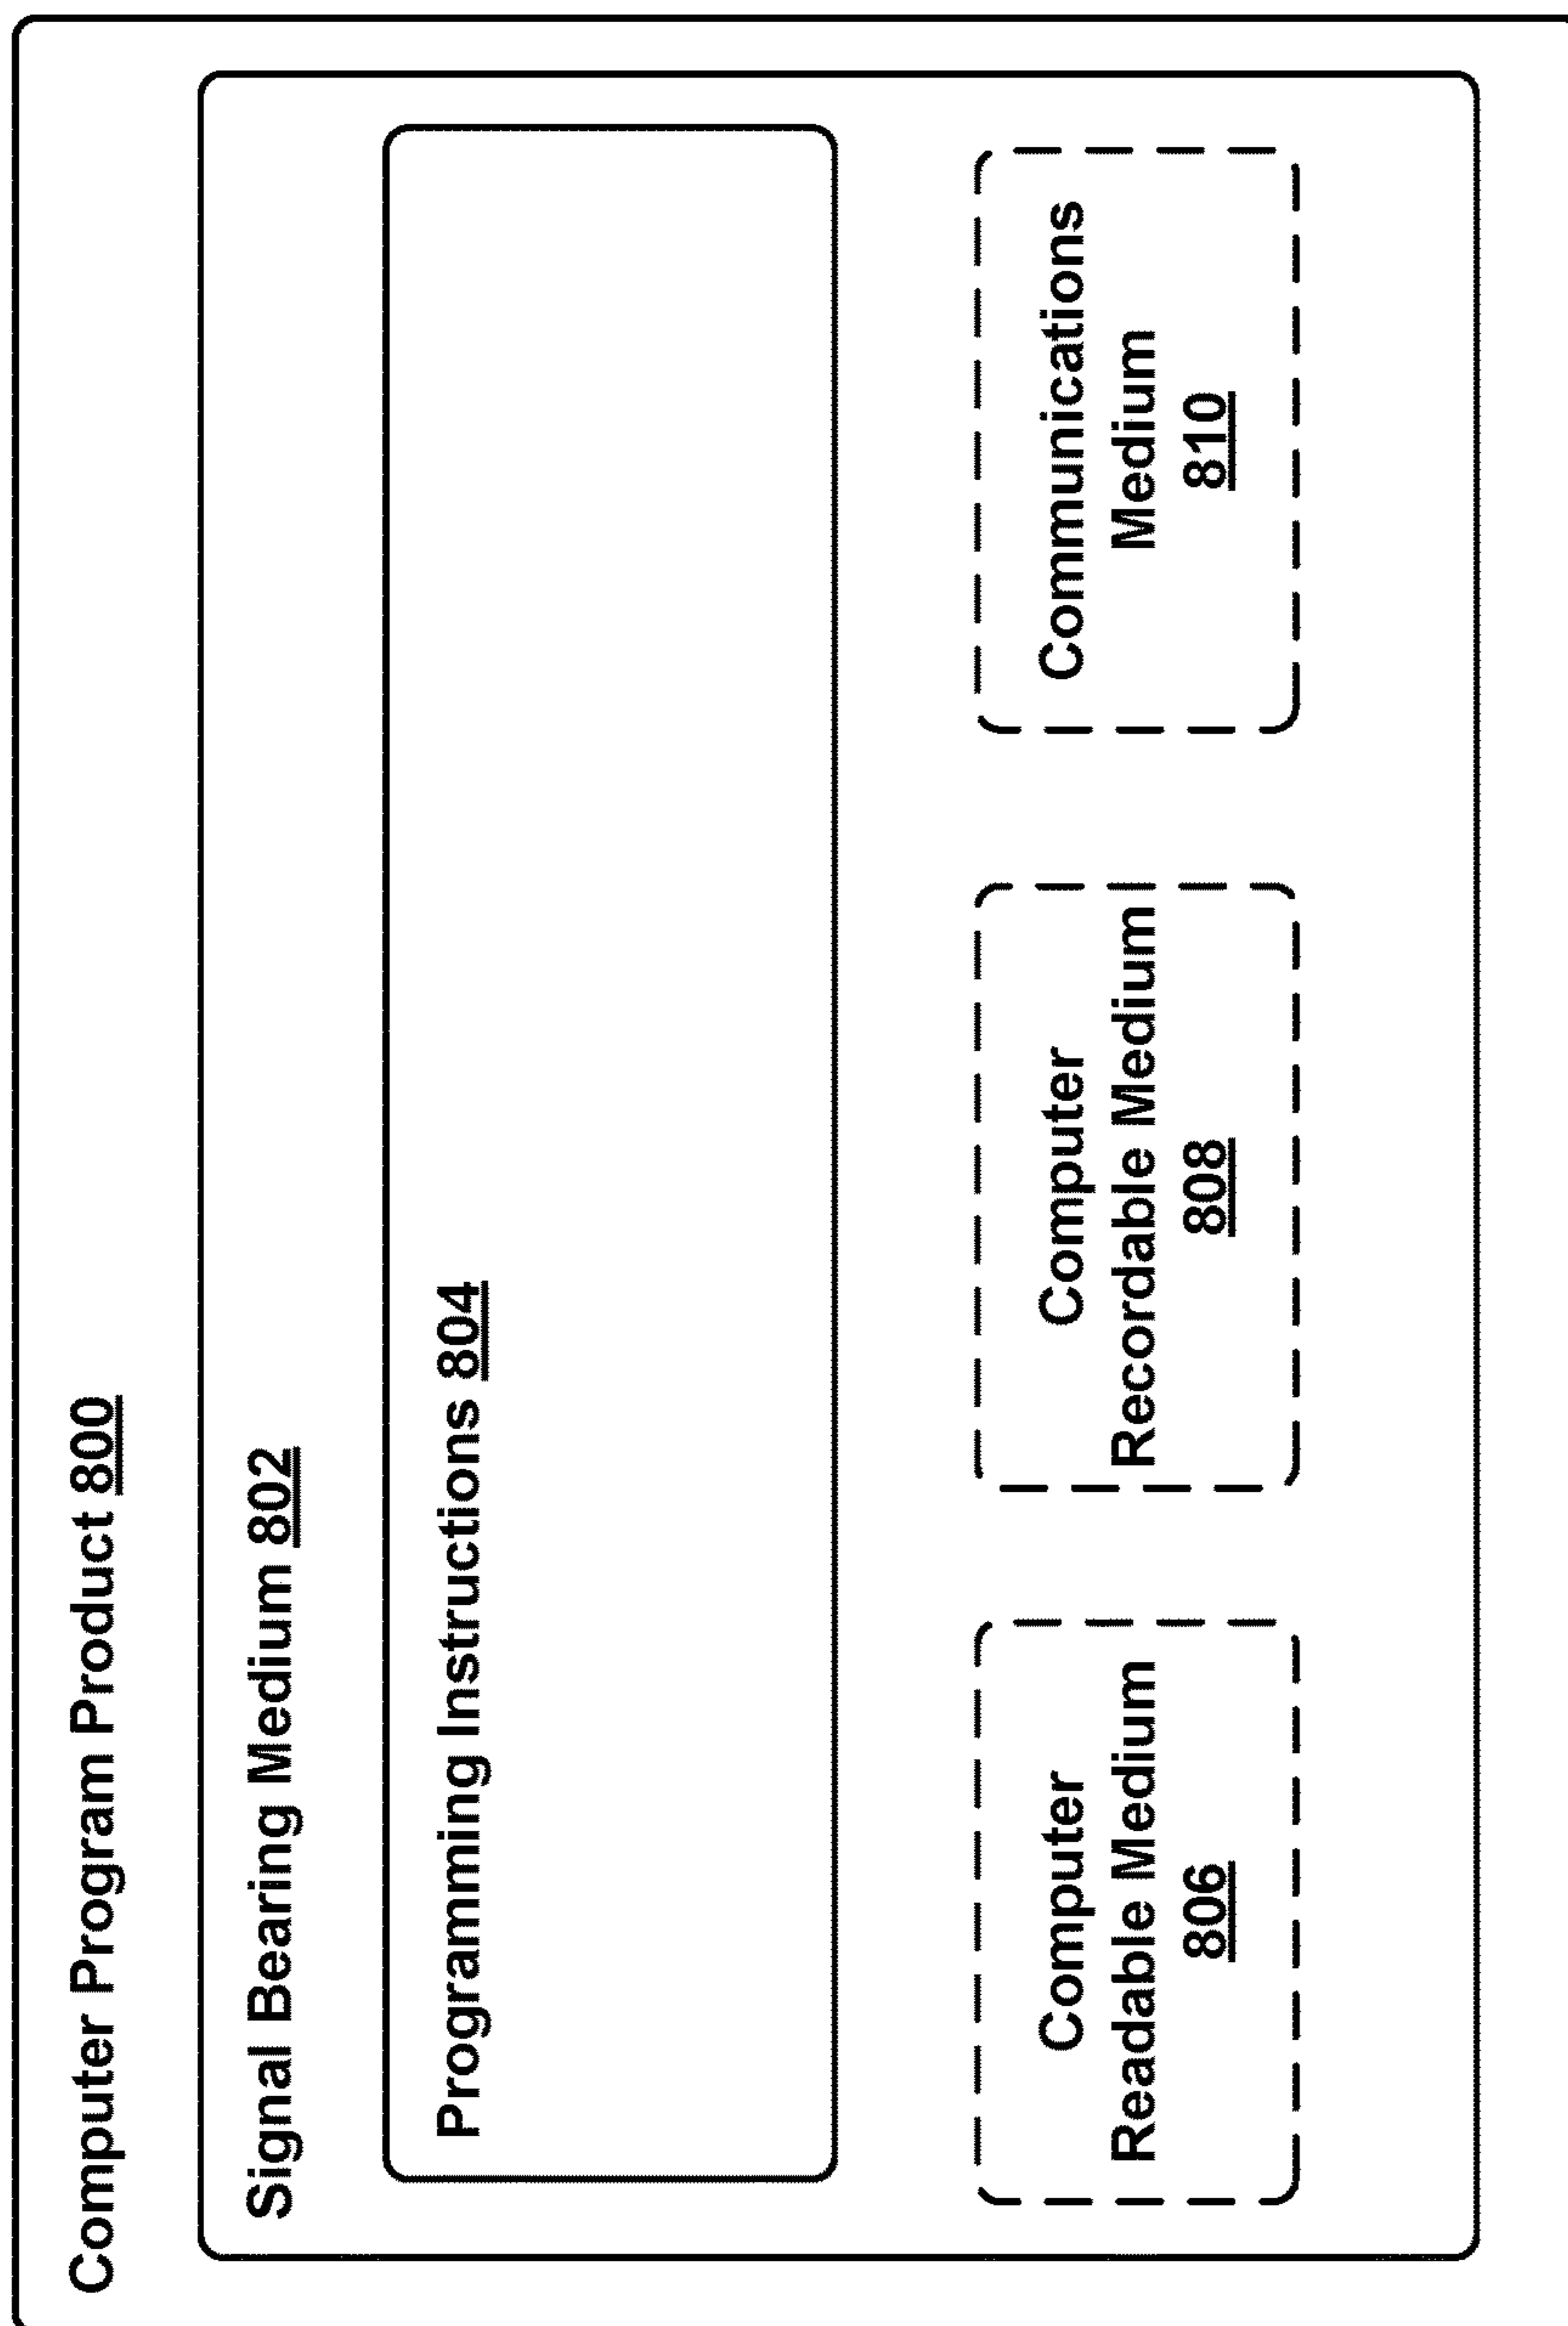 Computer Program Product 800
Signal Bearing Medium 802
Programming Instructions 804
Computer
Readable Medium
806
Computer
Recordable Medium
808
Communications
Medium
810